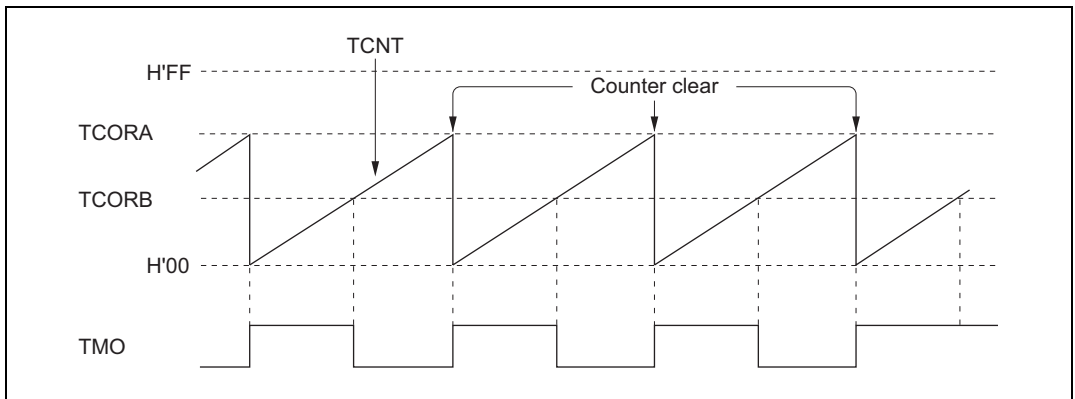 TCNT
H'FF
Counter clear
TCORA
TCORB
H'00
TMO